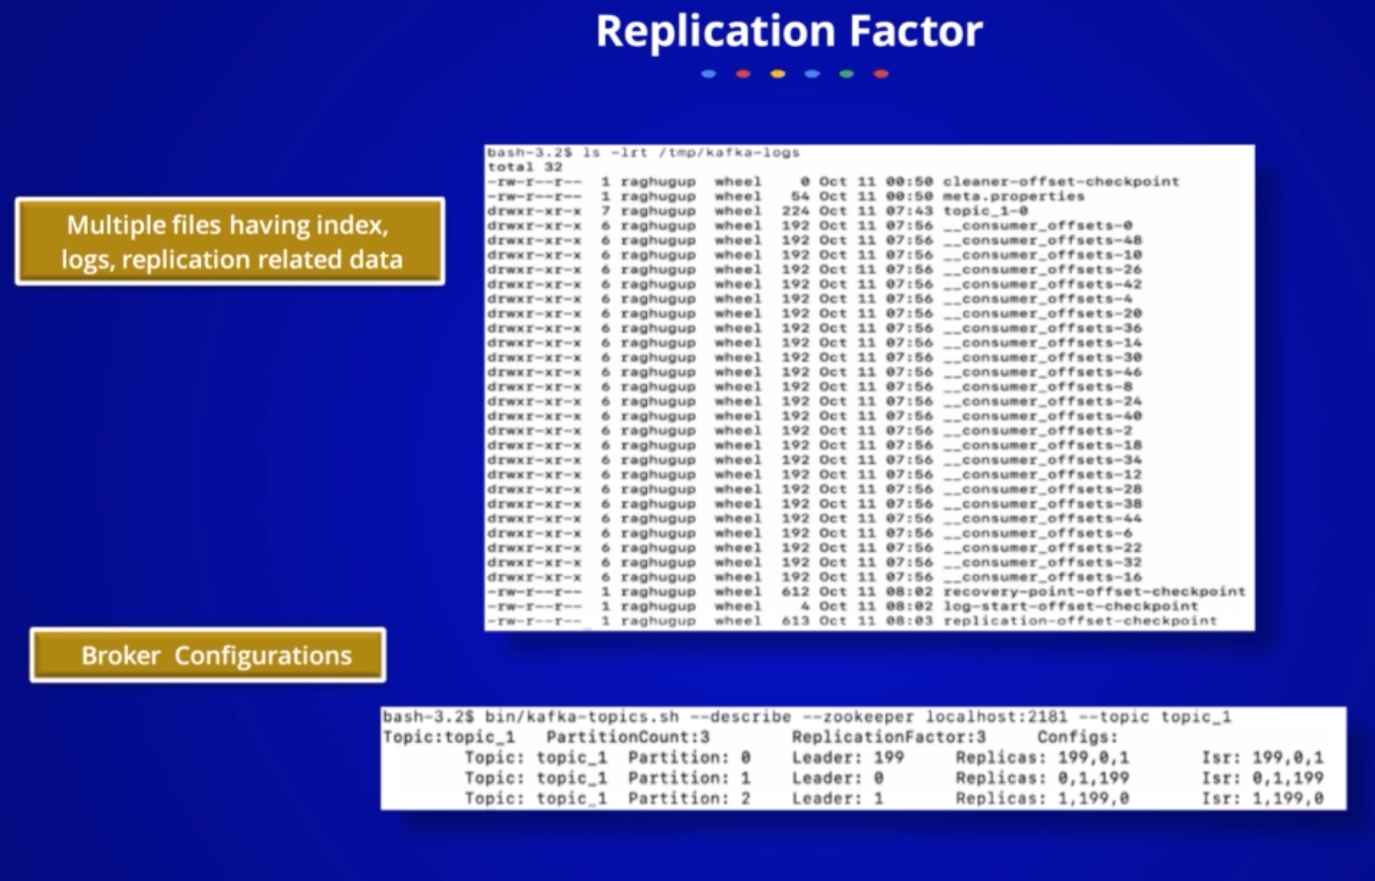 Replication Factor
bash-3.2$ ls -lrt /tmp/kafka-logs
total 32
-rw-r--r-- 1 raghugup wheel 0 Oct 11 00:50 cleaner-offset-checkpoint
-rw-r--r-- 1 raghugup wheel 54 Oct 11 00:50 meta.properties
drwxr-xr-x 7 raghugup wheel 224 Oct 11 07:43 topic_1-0
drwxr-xr-x 6 raghugup wheel 192 Oct 11 07:56 __consumer_offsets-0
drwxr-xr-x 6 raghugup wheel 192 Oct 11 07:56 __consumer_offsets-48
drwxr-xr-x 6 raghugup wheel 192 Oct 11 07:56 __consumer_offsets-10
drwxr-xr-x 6 raghugup wheel 192 Oct 11 07:56 __consumer_offsets-26
drwxr-xr-x 6 raghugup wheel 192 Oct 11 07:56 __consumer_offsets-42
drwxr-xr-x 6 raghugup wheel 192 Oct 11 07:56 __consumer_offsets-4
drwxr-xr-x 6 raghugup wheel 192 Oct 11 07:56 __consumer_offsets-20
drwxr-xr-x 6 raghugup wheel 192 Oct 11 07:56 __consumer_offsets-36
drwxr-xr-x 6 raghugup wheel 192 Oct 11 07:56 __consumer_offsets-14
drwxr-xr-x 6 raghugup wheel 192 Oct 11 07:56 __consumer_offsets-30
drwxr-xr-x 6 raghugup wheel 192 Oct 11 07:56 __consumer_offsets-46
drwxr-xr-x 6 raghugup wheel 192 Oct 11 07:56 __consumer_offsets-8
drwxr-xr-x 6 raghugup wheel 192 Oct 11 07:56 __consumer_offsets-24
drwxr-xr-x 6 raghugup wheel 192 Oct 11 07:56 __consumer_offsets-40
drwxr-xr-x 6 raghugup wheel 192 Oct 11 07:56 __consumer_offsets-2
drwxr-xr-x 6 raghugup wheel 192 Oct 11 07:56 __consumer_offsets-18
drwxr-xr-x 6 raghugup wheel 192 Oct 11 07:56 __consumer_offsets-34
drwxr-xr-x 6 raghugup wheel 192 Oct 11 07:56 __consumer_offsets-12
drwxr-xr-x 6 raghugup wheel 192 Oct 11 07:56 __consumer_offsets-28
drwxr-xr-x 6 raghugup wheel 192 Oct 11 07:56 __consumer_offsets-38
drwxr-xr-x 6 raghugup wheel 192 Oct 11 07:56 __consumer_offsets-44
drwxr-xr-x 6 raghugup wheel 192 Oct 11 07:56 __consumer_offsets-6
drwxr-xr-x 6 raghugup wheel 192 Oct 11 07:56 __consumer_offsets-22
drwxr-xr-x 6 raghugup wheel 192 Oct 11 07:56 __consumer_offsets-32
drwxr-xr-x 6 raghugup wheel 192 Oct 11 07:56 __consumer_offsets-16
-rw-r--r-- 1 raghugup wheel 612 Oct 11 08:02 recovery-point-offset-checkpoint
-rw-r--r-- 1 raghugup wheel 4 Oct 11 08:02 log-start-offset-checkpoint
-rw-r--r-- 1 raghugup wheel 613 Oct 11 08:03 replication-offset-checkpoint
Multiple files having index,
logs, replication related data
Broker Configurations
bash-3.2$ bin/kafka-topics.sh --describe --zookeeper localhost:2181 --topic topic_1
Topic:topic_1 PartitionCount:3 ReplicationFactor:3 Configs:
Topic: topic_1 Partition: 0 Leader: 199 Replicas: 199,0,1 Isr: 199,0,1
Topic: topic_1 Partition: 1 Leader: 0 Replicas: 0,1,199 Isr: 0,1,199
Topic: topic_1 Partition: 2 Leader: 1 Replicas: 1,199,0 Isr: 1,199,0